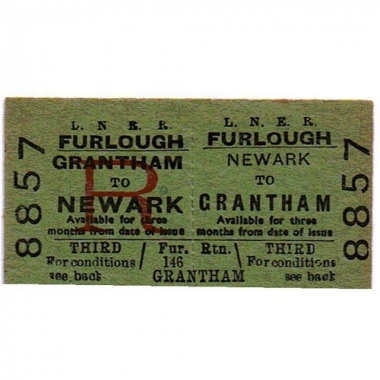 L. N. E. R.
FURLOUGH
GRANTHAM
TO
NEWARK
Available for three
months from date of issue
THIRD
For conditions
see back
Fur.
146
R
L. N. E. R.
FURLOUGH
NEWARK
TO
GRANTHAM
Available for three
months from date of issue
Rtn.
THIRD
For conditions
see back
GRANTHAM
8857
8857